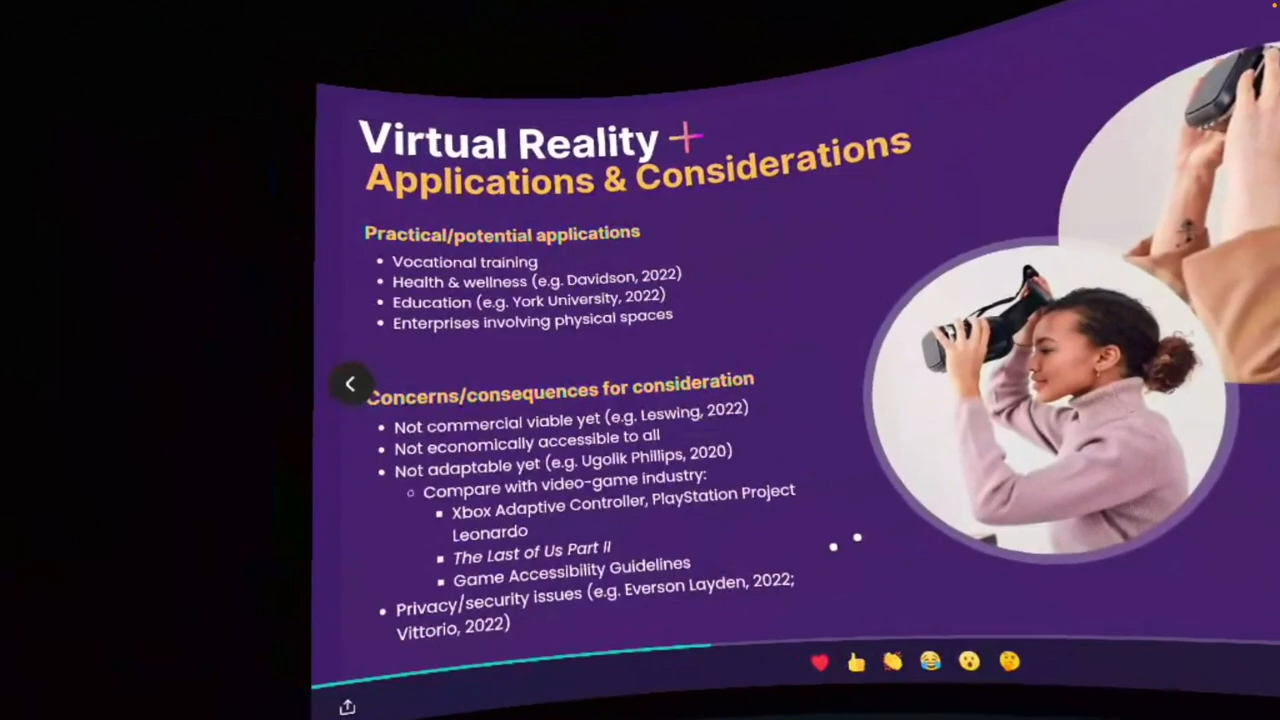 Virtual Reality
Applications & Considerations
Practical/potential applications
• Vocational training
• Health & wellness (e.g. Davidson, 2022)
• Education (e.g. York University, 2022)
• Enterprises involving physical spaces
Concerns/consequences for consideration
• Not commercial viable yet (e.g. Leswing, 2022)
• Not economically accessible to all
• Not adaptable yet (e.g. Ugolik Phillips, 2020)
○ Compare with video-game industry:
▪ Xbox Adaptive Controller, PlayStation Project
Leonardo
▪ The Last of Us Part II
▪ Game Accessibility Guidelines
• Privacy/security issues (e.g. Everson Layden, 2022;
Vittorio, 2022)